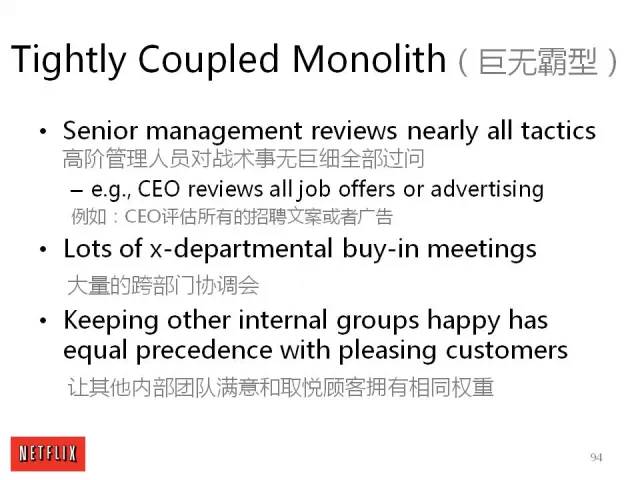 Tightly Coupled Monolith（巨无霸型）
• Senior management reviews nearly all tactics
高阶管理人员对战术事无巨细全部过问
– e.g., CEO reviews all job offers or advertising
例如：CEO评估所有的招聘文案或者广告
• Lots of x-departmental buy-in meetings
大量的跨部门协调会
• Keeping other internal groups happy has
equal precedence with pleasing customers
让其他内部团队满意和取悦顾客拥有相同权重
NETFLIX
94